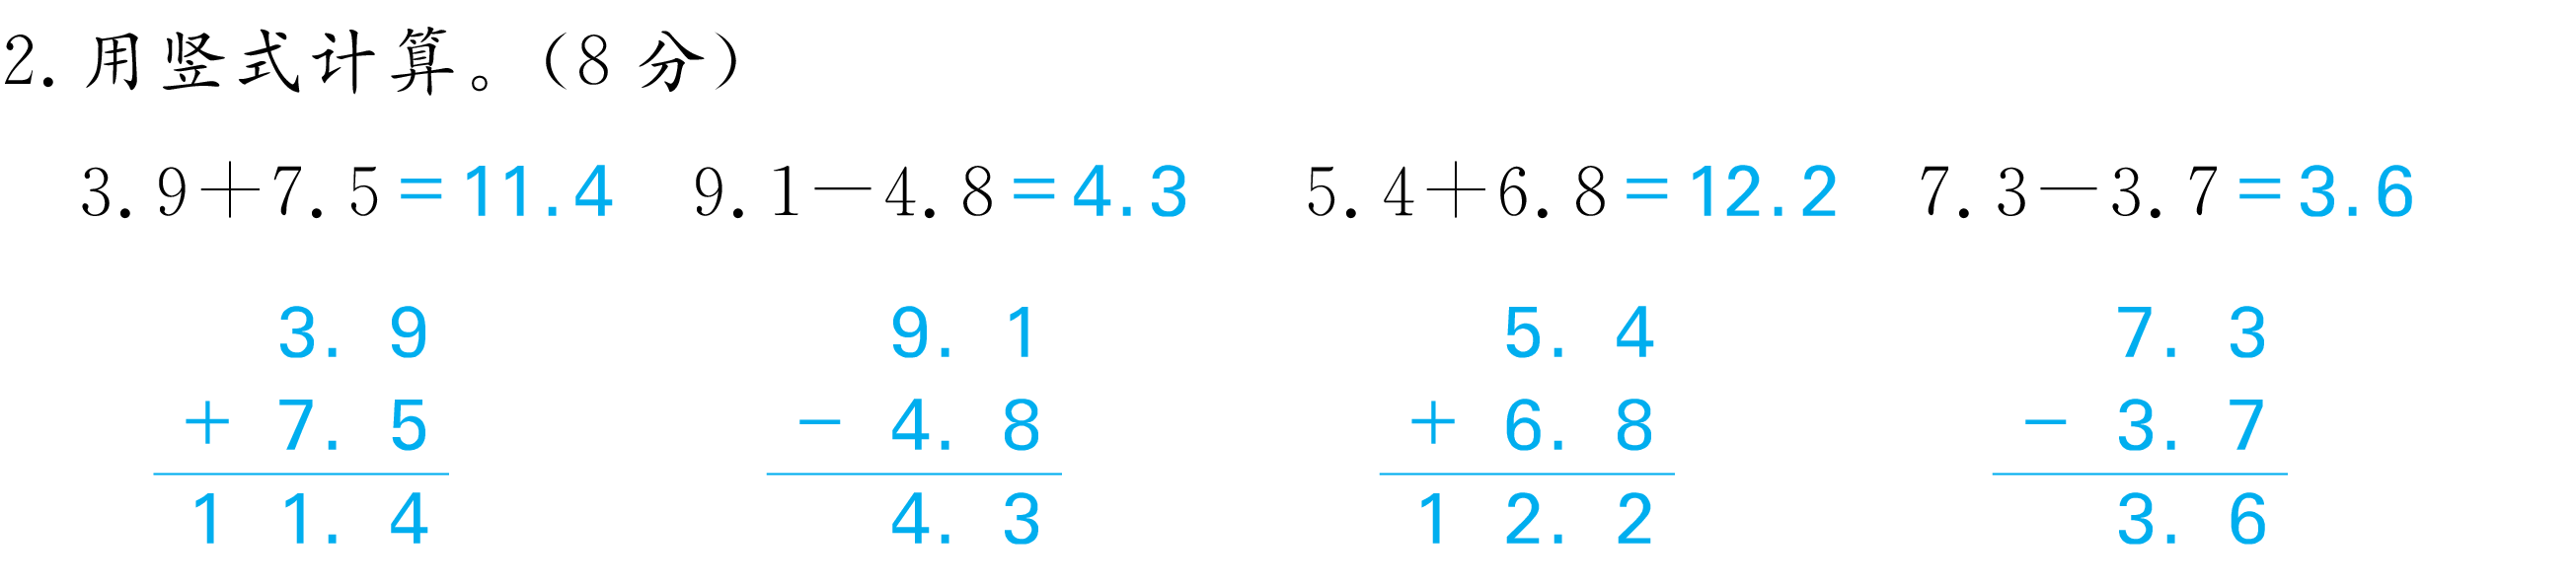 2. 用竖式计算。(8 分)
3. 9+7. 5=11.4 9. 1-4. 8=4.3 5. 4+6. 8=12.2 7. 3-3. 7=3.6
3. 9 9. 1 5. 4 7. 3
+ 7. 5 - 4. 8 + 6. 8 - 3. 7
1 1. 4 4. 3 1 2. 2 3. 6